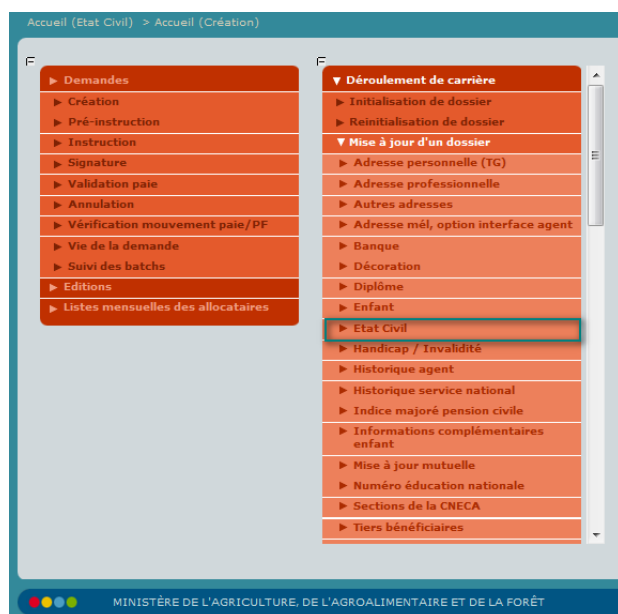 Accueil (Etat Civil) > Accueil (Création)
Demandes
Création
Pré-instruction
Instruction
Signature
Validation paie
Annulation
Vérification mouvement paie/PF
Vie de la demande
Suivi des batchs
Editions
Listes mensuelles des allocataires
Déroulement de carrière
Initialisation de dossier
Reinitialisation de dossier
Mise à jour d'un dossier
Adresse personnelle (TG)
Adresse professionnelle
Autres adresses
Adresse mél, option interface agent
Banque
Décoration
Diplôme
Enfant
Etat Civil
Handicap / Invalidité
Historique agent
Historique service national
Indice majoré pension civile
Informations complémentaires
enfant
Mise à jour mutuelle
Numéro éducation nationale
Sections de la CNECA
Tiers bénéficiaires
MINISTÈRE DE L'AGRICULTURE, DE L'AGROALIMENTAIRE ET DE LA FORÊT